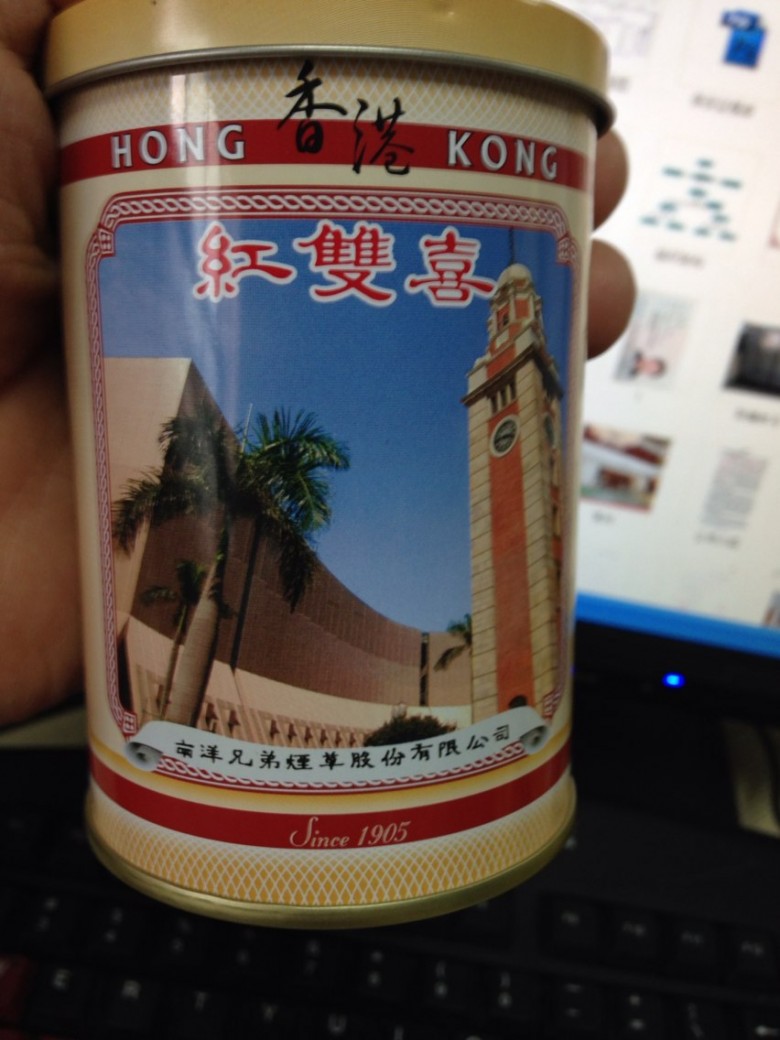 香港
HONG KONG
紅雙喜
南洋兄弟煙草股份有限公司
Since 1905
E R T Y U I